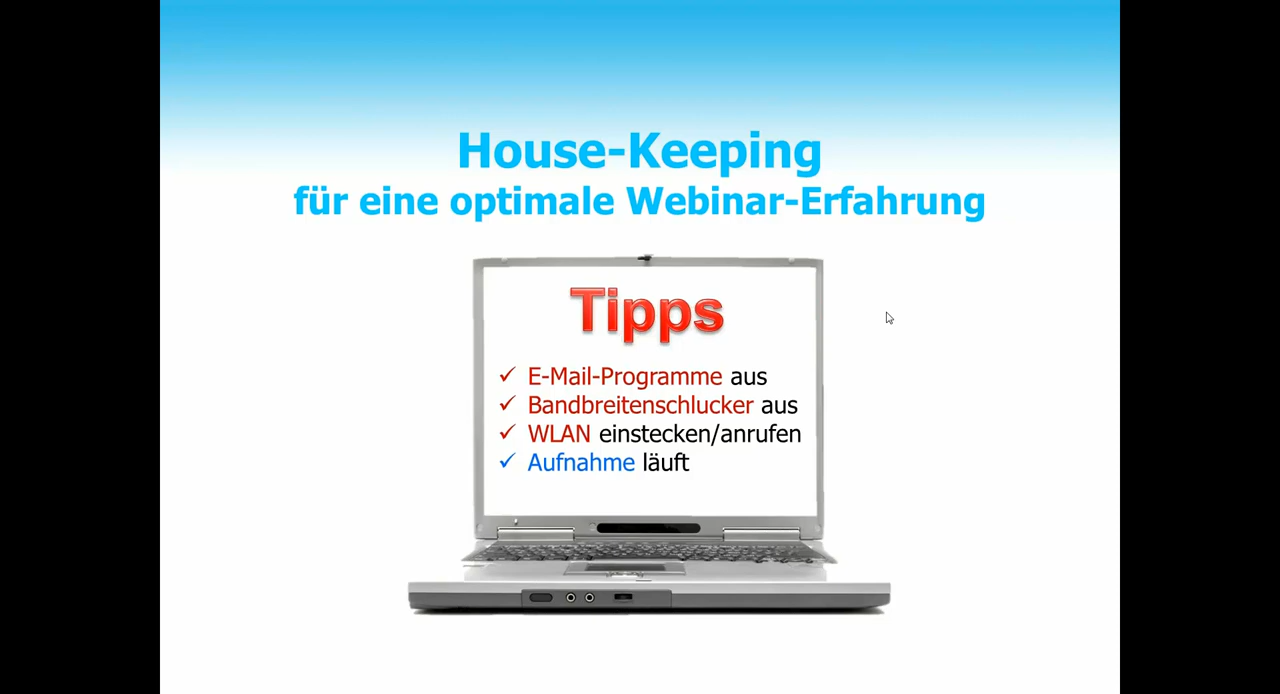 House-Keeping
für eine optimale Webinar-Erfahrung
Tipps
✓ E-Mail-Programme aus
✓ Bandbreitenschlucker aus
✓ WLAN einstecken/anrufen
✓ Aufnahme läuft